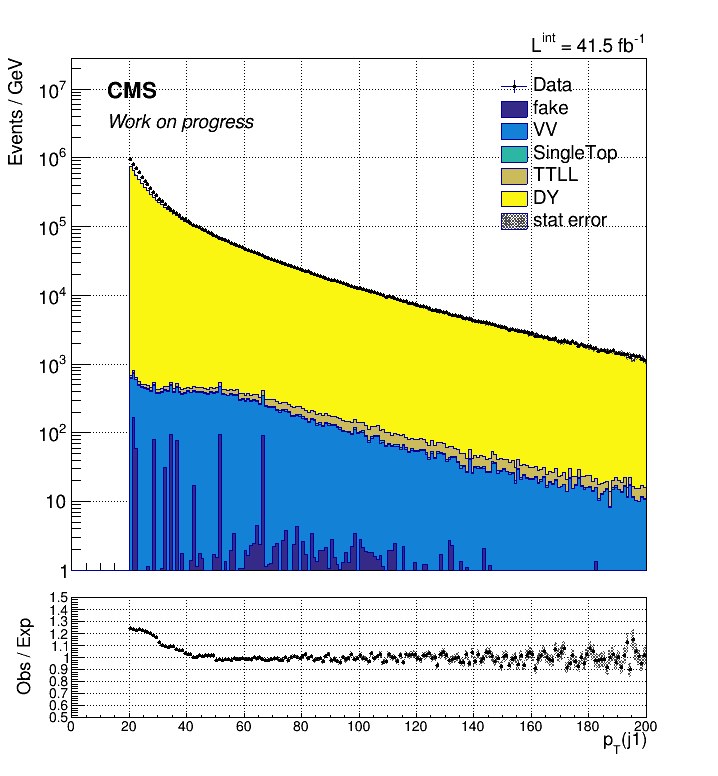 L^int = 41.5 fb^-1
Events / GeV
CMS
Work on progress
Data
fake
VV
SingleTop
TTLL
DY
stat error
10^7
10^6
10^5
10^4
10^3
10^2
10
1
Obs / Exp
1.5
1.4
1.3
1.2
1.1
1
0.9
0.8
0.7
0.6
0.5
0 20 40 60 80 100 120 140 160 180 200
p_T(j1)